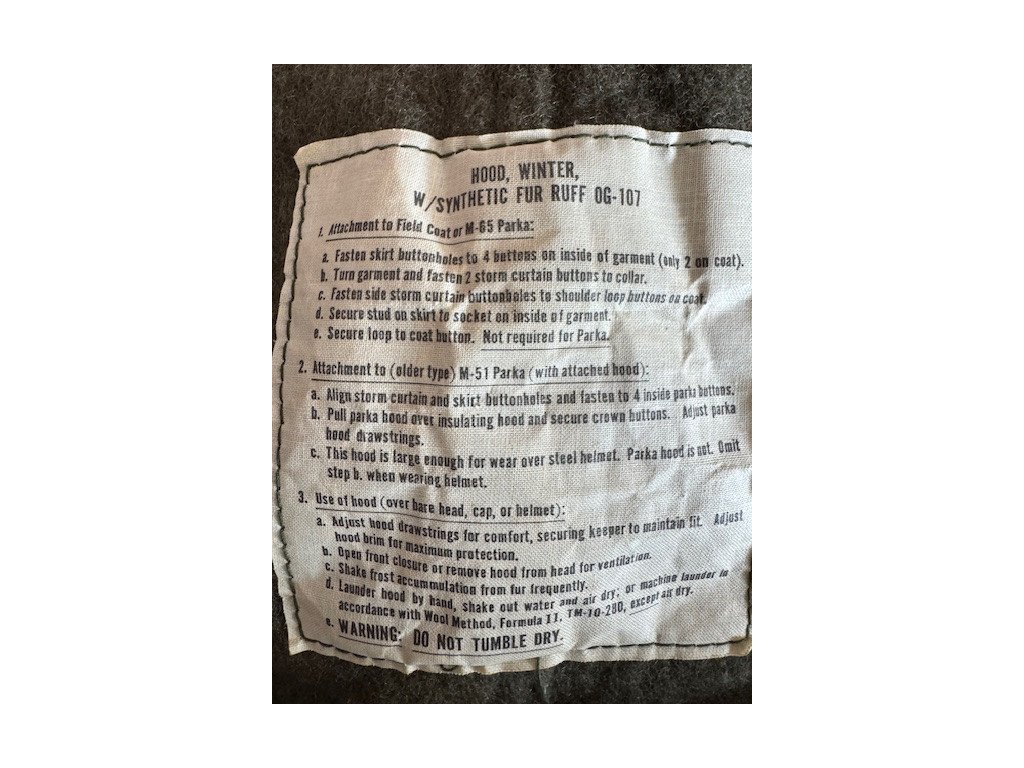 HOOD, WINTER,
W/SYNTHETIC FUR RUFF OG-107
1. Attachment to Field Coat or M-65 Parka:
a. Fasten skirt buttonholes to 4 buttons on inside of garment (only 2 on coat).
b. Turn garment and fasten 2 storm curtain buttons to collar.
c. Fasten side storm curtain buttonholes to shoulder loop buttons on coat.
d. Secure stud on skirt to socket on inside of garment.
e. Secure loop to coat button. Not required for Parka.
2. Attachment to (older type) M-51 Parka (with attached hood):
a. Align storm curtain and skirt buttonholes and fasten to 4 inside parka buttons.
b. Pull parka hood over insulating hood and secure crown buttons. Adjust parka
hood drawstrings.
c. This hood is large enough for wear over steel helmet. Parka hood is not. Omit
step b. when wearing helmet.
3. Use of hood (over bare head, cap, or helmet):
a. Adjust hood drawstrings for comfort, securing keeper to maintain fit. Adjust
hood brim for maximum protection.
b. Open front closure or remove hood from head for ventilation.
c. Shake frost accummulation from fur frequently.
d. Launder hood by hand, shake out water and air dry; or machine launder in
accordance with Wool Method, Formula 11, TM-10-280, except air dry.
e. WARNING: DO NOT TUMBLE DRY.